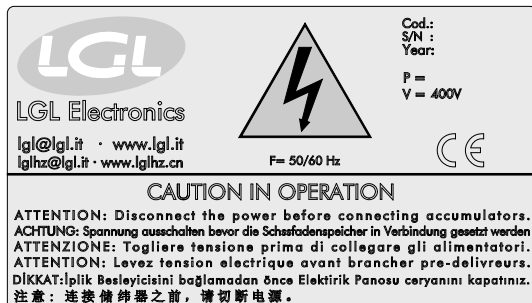 LGL
LGL Electronics
lgl@lgl.it · www.lgl.it
lglhz@lgl.it · www.lglhz.cn
F= 50/60 Hz
Cod.:
S/N :
Year:
P =
V = 400V
CE
CAUTION IN OPERATION
ATTENTION: Disconnect the power before connecting accumulators.
ACHTUNG: Spannung ausschalten bevor die Schssfadenspeicher in Verbindung gesetzt werden
ATTENZIONE: Togliere tensione prima di collegare gli alimentatori.
ATTENTION: Levez tension electrique avant brancher pre-delivreurs.
DİKKAT:İplik Besleyicisini bağlamadan önce Elektirik Panosu ceryanını kapatınız.
注意: 连接储纬器之前, 请切断电源。